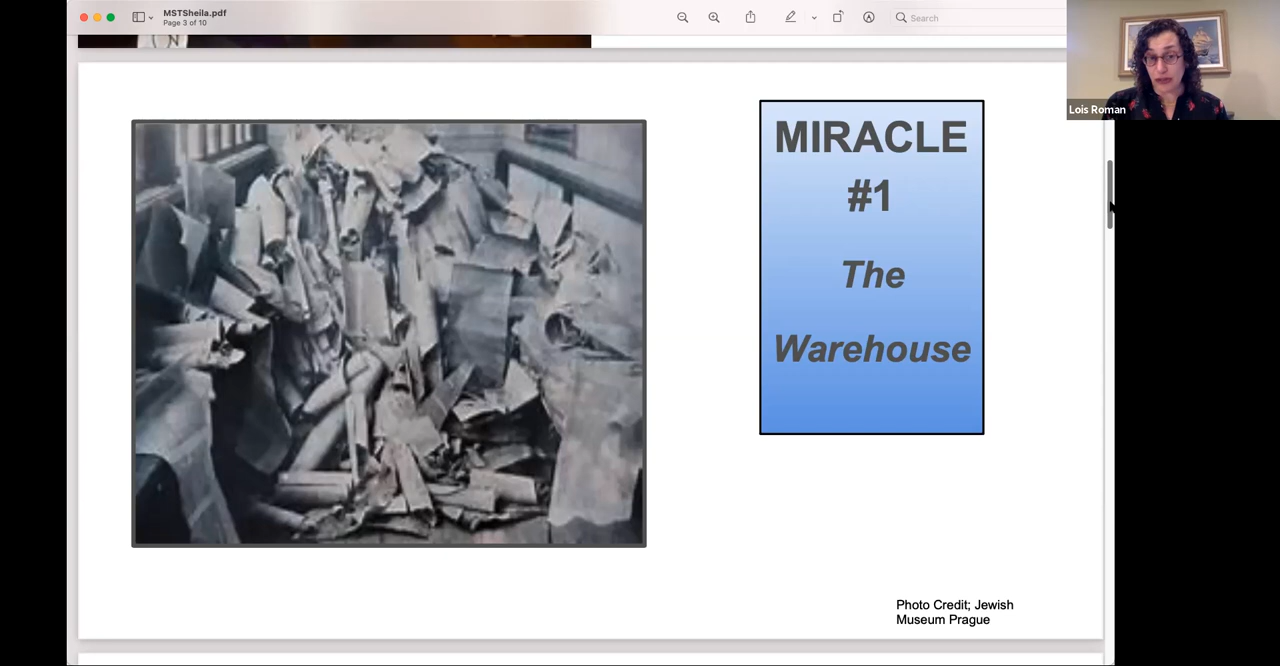 MSTSheila.pdf
Page 3 of 10
Search
Lois Roman
MIRACLE
#1
The
Warehouse
Photo Credit; Jewish
Museum Prague